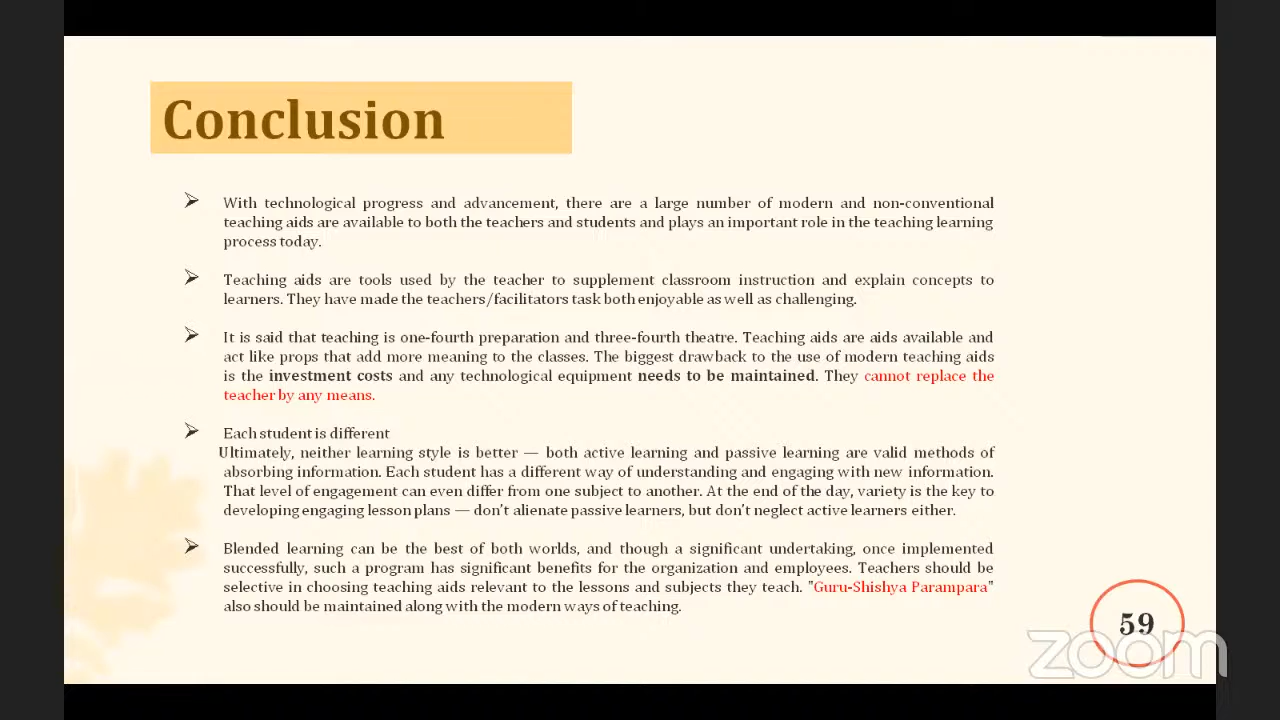 Conclusion
With technological progress and advancement, there are a large number of modern and non-conventional
teaching aids are available to both the teachers and students and plays an important role in the teaching learning
process today.
Teaching aids are tools used by the teacher to supplement classroom instruction and explain concepts to
learners. They have made the teachers/facilitators task both enjoyable as well as challenging.
It is said that teaching is one-fourth preparation and three-fourth theatre. Teaching aids are aids available and
act like props that add more meaning to the classes. The biggest drawback to the use of modern teaching aids
is the investment costs and any technological equipment needs to be maintained. They cannot replace the
teacher by any means.
Each student is different
Ultimately, neither learning style is better — both active learning and passive learning are valid methods of
absorbing information. Each student has a different way of understanding and engaging with new information.
That level of engagement can even differ from one subject to another. At the end of the day, variety is the key to
developing engaging lesson plans — don't alienate passive learners, but don't neglect active learners either.
Blended learning can be the best of both worlds, and though a significant undertaking, once implemented
successfully, such a program has significant benefits for the organization and employees. Teachers should be
selective in choosing teaching aids relevant to the lessons and subjects they teach. "Guru-Shishya Parampara"
also should be maintained along with the modern ways of teaching.
59
zoom